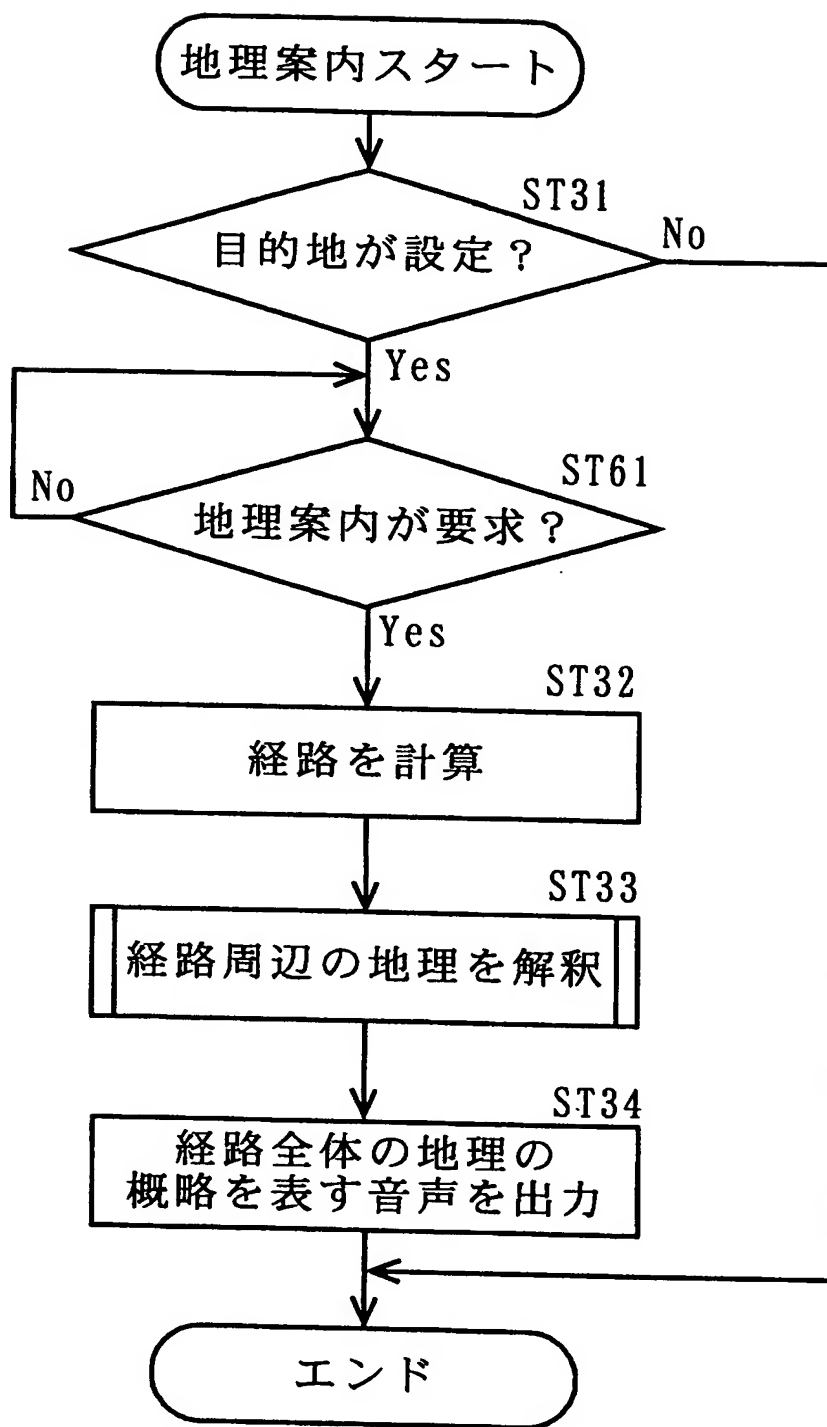 地理案内スタート
ST31
目的地が設定？
No
Yes
ST61
地理案内が要求？
No
Yes
ST32
経路を計算
ST33
経路周辺の地理を解釈
ST34
経路全体の地理の
概略を表す音声を出力
エンド